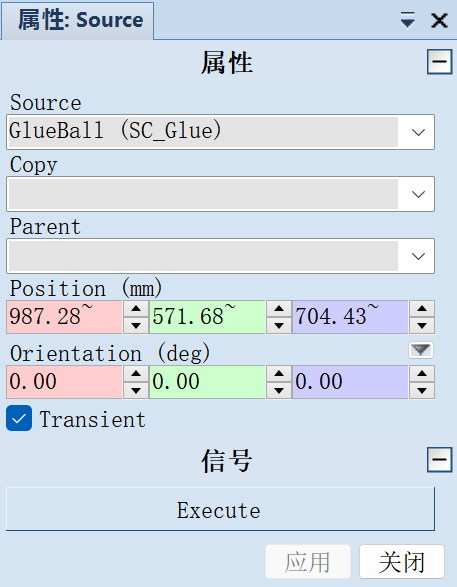 属性: Source
属性
Source
GlueBall (SC_Glue)
Copy
Parent
Position (mm)
987.28~ 571.68~ 704.43~
Orientation (deg)
0.00 0.00 0.00
Transient
信号
Execute
应用 关闭